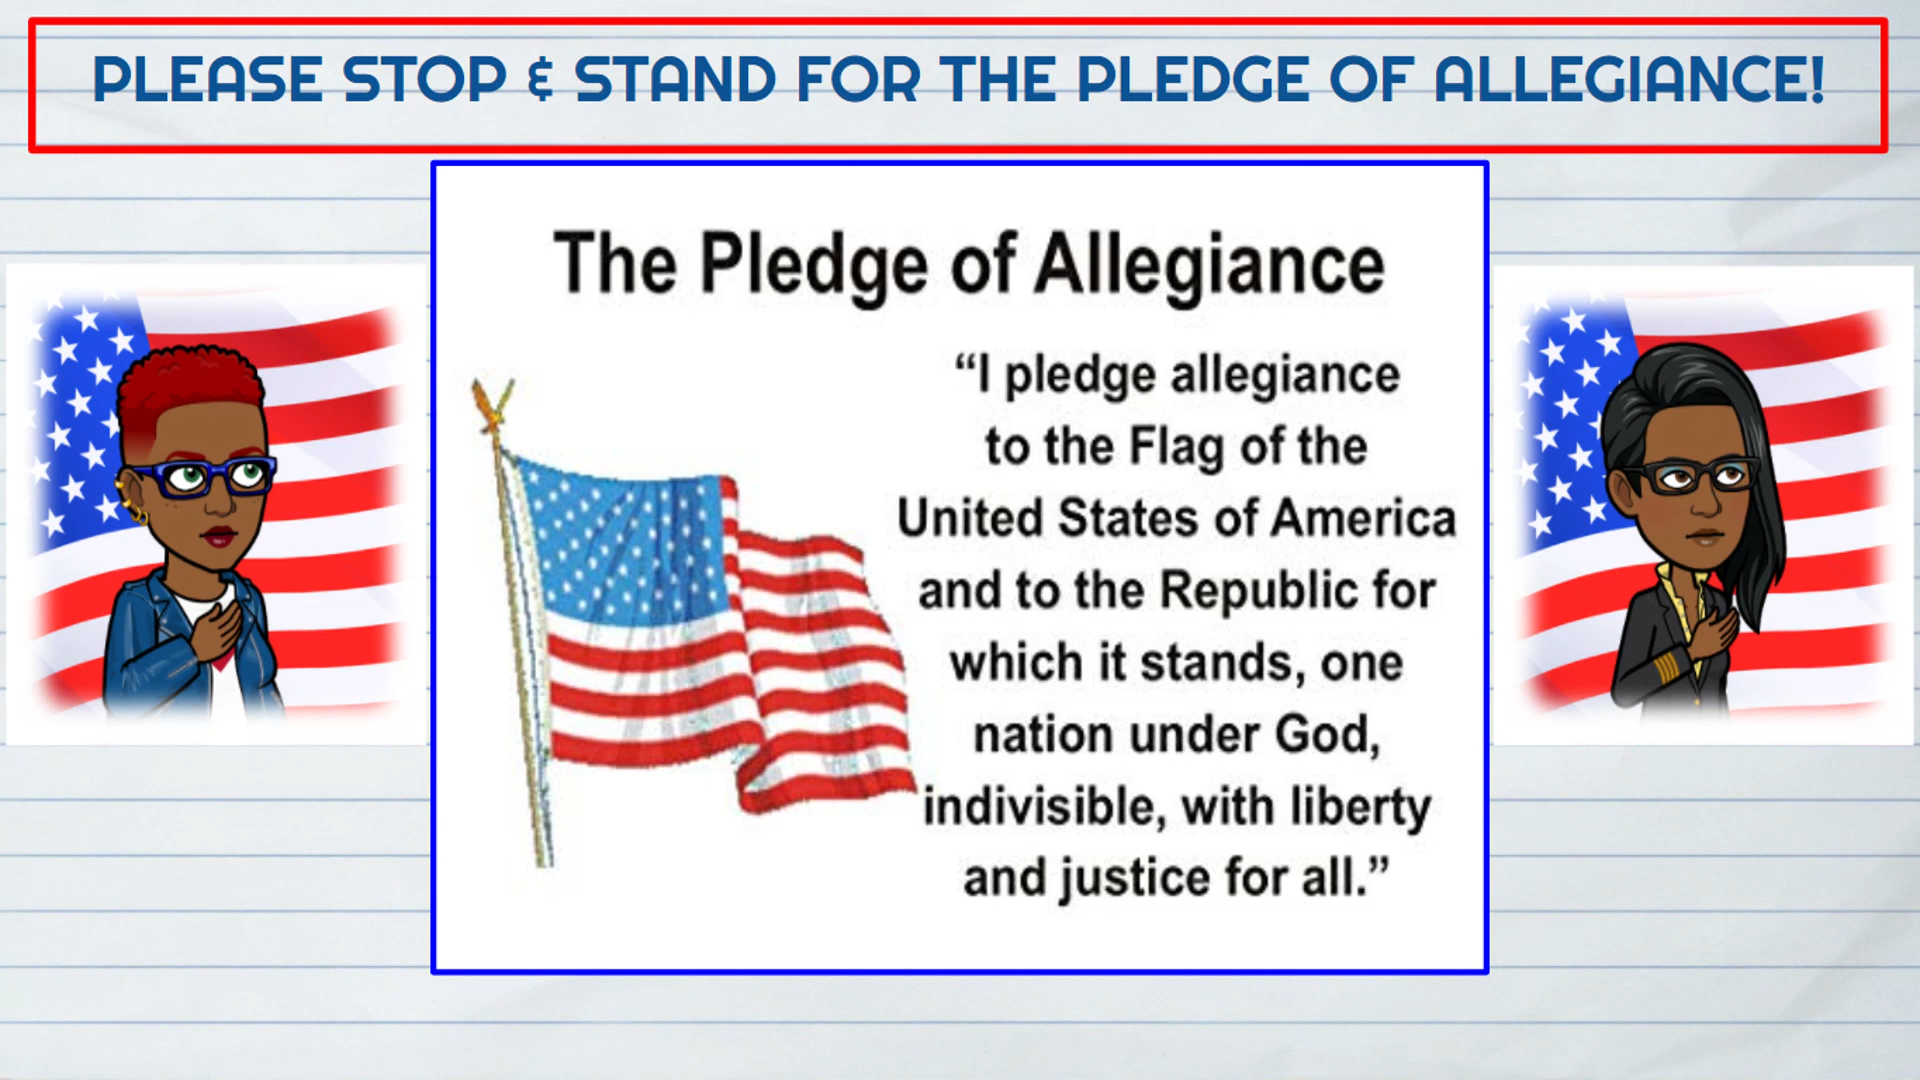 PLEASE STOP & STAND FOR THE PLEDGE OF ALLEGIANCE!
The Pledge of Allegiance
“I pledge allegiance
to the Flag of the
United States of America
and to the Republic for
which it stands, one
nation under God,
indivisible, with liberty
and justice for all.”